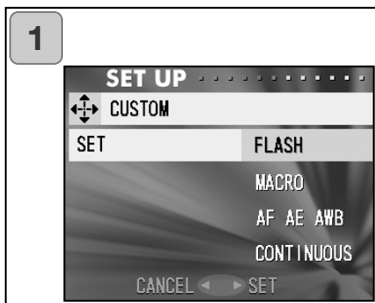 1
SET UP
CUSTOM
SET FLASH
MACRO
AF AE AWB
CONTINUOUS
CANCEL SET